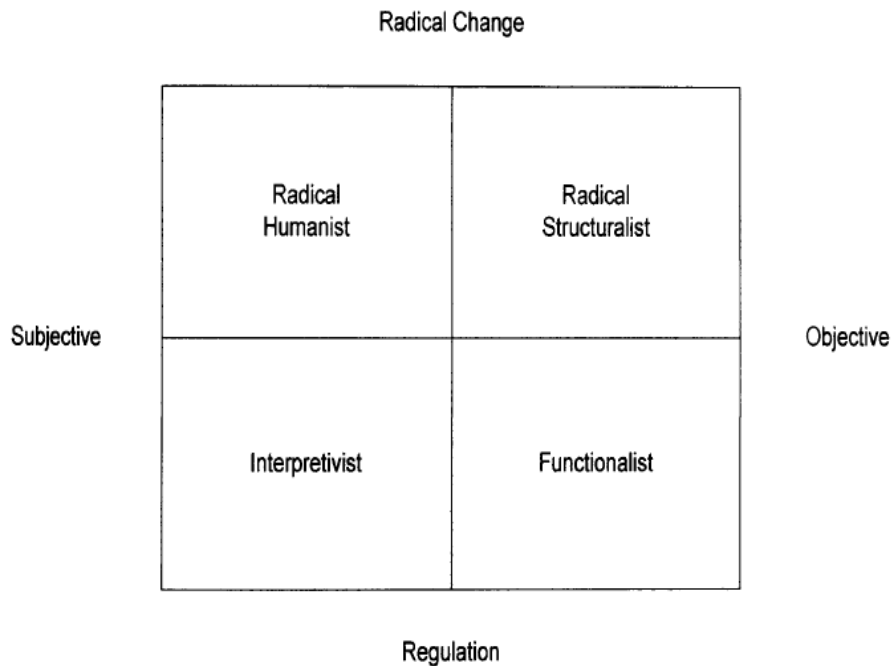 Radical Change
Radical
Humanist
Radical
Structuralist
Subjective
Objective
Interpretivist
Functionalist
Regulation